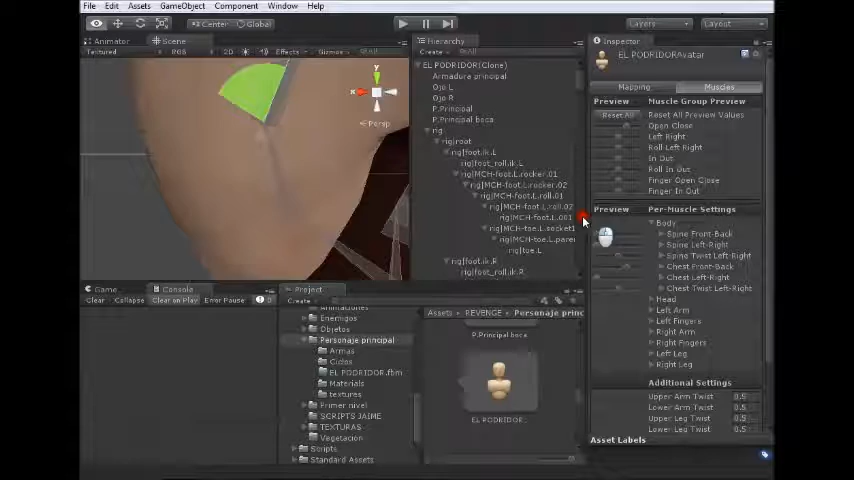 File Edit Assets GameObject Component Window Help
Center Global Layers Layout
Animator Scene
Textured RGB 2D Effects Gizmos
x y Persp
Hierarchy
Create
EL PODRIDOR(Clone)
Armadura principal
Ojo L
Ojo R
P.Principal
P.Principal boca
rig
rig|root
rig|foot.ik.L
rig|foot_roll.ik.L
rig|MCH-foot.L.rocker.01
rig|MCH-foot.L.rocker.02
rig|MCH-foot.L.roll.01
rig|MCH-foot.L.roll.02
rig|MCH-foot.L.001
rig|MCH-toe.L.socket1
rig|MCH-toe.L.pare
rig|toe.L
rig|foot.ik.R
rig|foot_roll.ik.R
Inspector
EL PODRIDORAvatar
Mapping Muscles
Preview Muscle Group Preview
Reset All Reset All Preview Values
Open Close
Left Right
Roll Left Right
In Out
Roll In Out
Finger Open Close
Finger In Out
Preview Per-Muscle Settings
Body
Spine Front-Back
Spine Left-Right
Spine Twist Left-Right
Chest Front-Back
Chest Left-Right
Chest Twist Left-Right
Head
Left Arm
Left Fingers
Right Arm
Right Fingers
Left Leg
Right Leg
Additional Settings
Upper Arm Twist 0.5
Lower Arm Twist 0.5
Upper Leg Twist 0.5
Lower Leg Twist 0.5
Asset Labels
Game Console
Clear Collapse Clear on Play Error Pause
Project
Create
Animaciones
Enemigos
Objetos
Personaje principal
Armas
Ciclos
EL PODRIDOR.fbm
Materials
textures
Primer nivel
SCRIPTS JAIME
TEXTURAS
Vegetacion
Scripts
Standard Assets
Assets REVENGE Personaje princ
P.Principal boca
EL PODRIDOR...